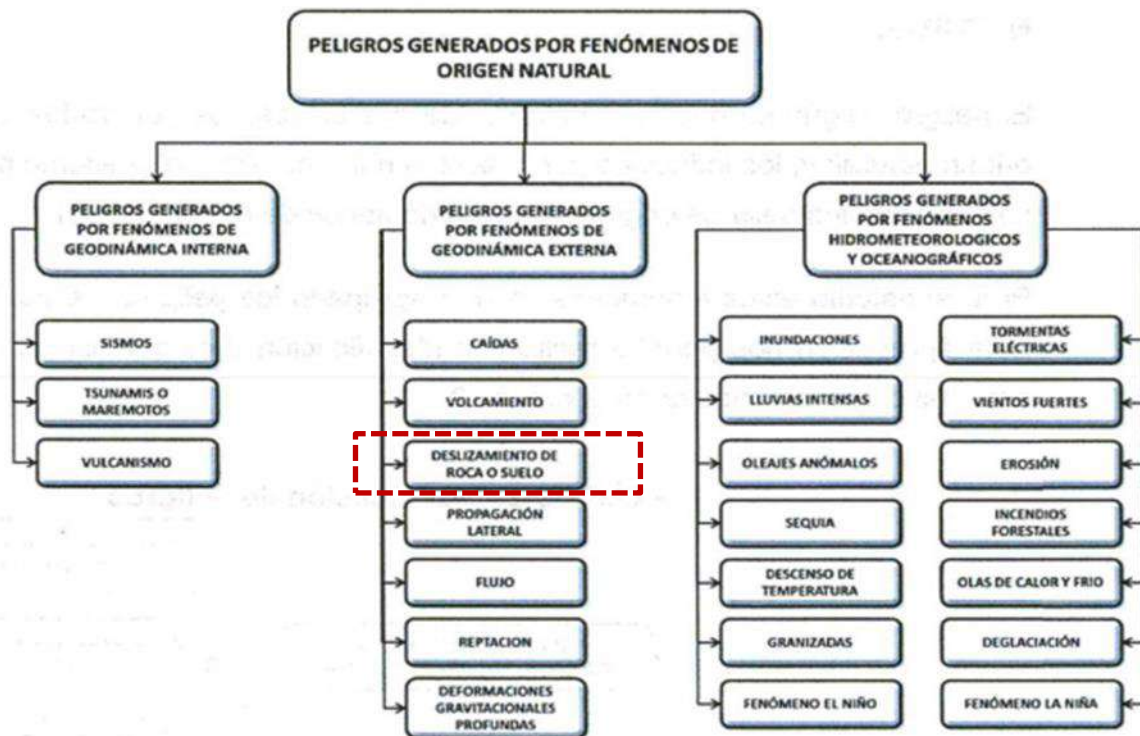 PELIGROS GENERADOS POR FENÓMENOS DE
ORIGEN NATURAL
PELIGROS GENERADOS
POR FENÓMENOS DE
GEODINÁMICA INTERNA
SISMOS
TSUNAMIS O
MAREMOTOS
VULCANISMO
PELIGROS GENERADOS
POR FENÓMENOS DE
GEODINÁMICA EXTERNA
CAÍDAS
VOLCAMIENTO
DESLIZAMIENTO DE
ROCA O SUELO
PROPAGACIÓN
LATERAL
FLUJO
REPTACION
DEFORMACIONES
GRAVITACIONALES
PROFUNDAS
PELIGROS GENERADOS
POR FENÓMENOS
HIDROMETEOROLOGICOS
Y OCEANOGRÁFICOS
INUNDACIONES
LLUVIAS INTENSAS
OLEAJES ANÓMALOS
SEQUIA
DESCENSO DE
TEMPERATURA
GRANIZADAS
FENÓMENO EL NIÑO
TORMENTAS
ELÉCTRICAS
VIENTOS FUERTES
EROSIÓN
INCENDIOS
FORESTALES
OLAS DE CALOR Y FRIO
DEGLACIACIÓN
FENÓMENO LA NIÑA